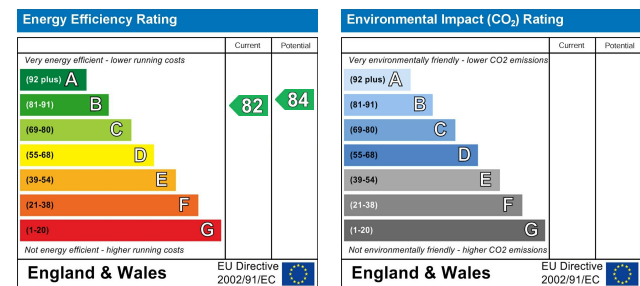 Energy Efficiency Rating
Current Potential
Very energy efficient - lower running costs
(92 plus) A
(81-91) B
82 84
(69-80) C
(55-68) D
(39-54) E
(21-38) F
(1-20) G
Not energy efficient - higher running costs
England & Wales
EU Directive
2002/91/EC
Environmental Impact (CO₂) Rating
Current Potential
Very environmentally friendly - lower CO2 emissions
(92 plus) A
(81-91) B
(69-80) C
(55-68) D
(39-54) E
(21-38) F
(1-20) G
Not environmentally friendly - higher CO2 emissions
England & Wales
EU Directive
2002/91/EC